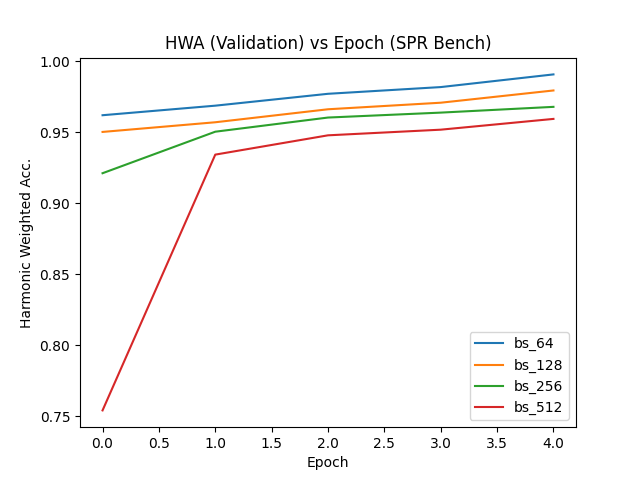 HWA (Validation) vs Epoch (SPR Bench)
Harmonic Weighted Acc.
1.00
0.95
0.90
0.85
0.80
0.75
0.0 0.5 1.0 1.5 2.0 2.5 3.0 3.5 4.0
Epoch
bs_64
bs_128
bs_256
bs_512